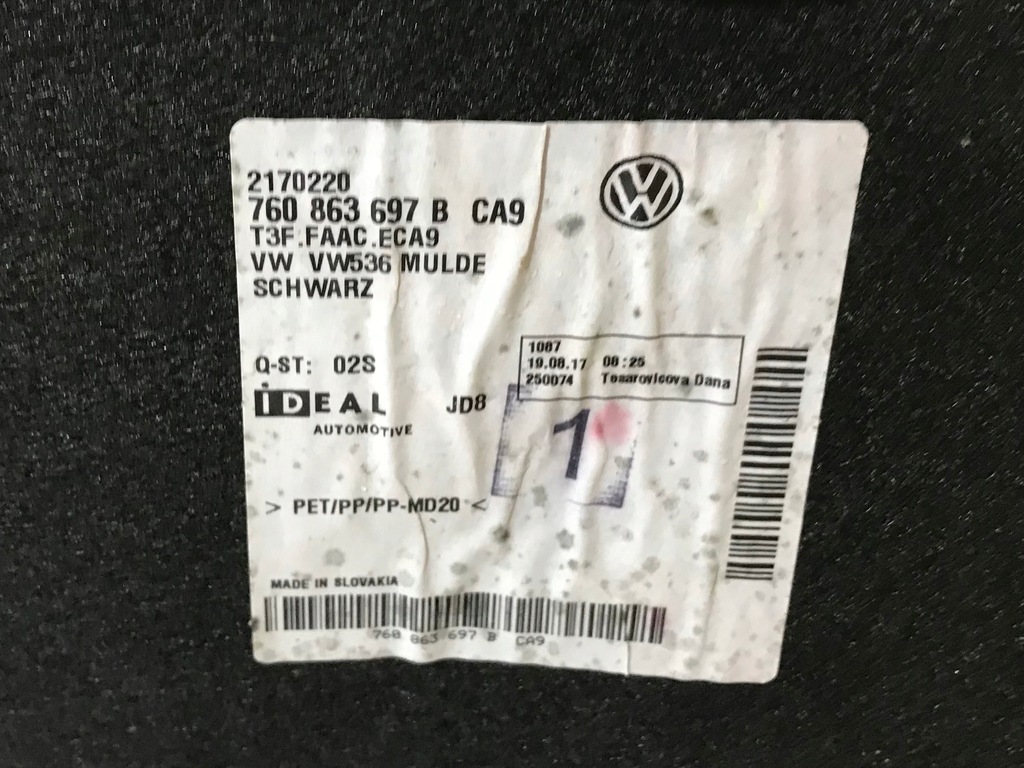 2170220
760 863 697 B CA9
T3F.FAAC.ECA9
VW VW536 MULDE
SCHWARZ
VW
Q-ST: 02S
IDEAL
AUTOMOTIVE
JD8
1087
19.08.17 08:25
250074 Tesarovicova Dana
1
> PET/PP/PP-MD20 <
MADE IN SLOVAKIA
760 863 697 B CA9